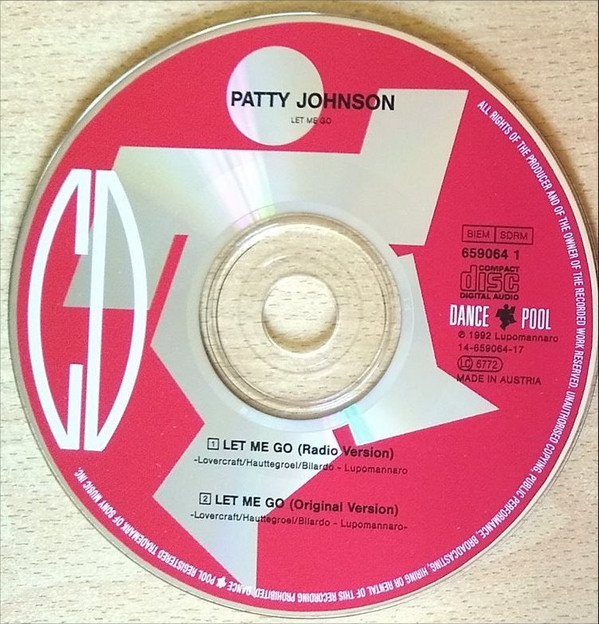 PATTY JOHNSON
LET ME GO
CD
BIEM SDRM
659064 1
COMPACT
disc
DIGITAL AUDIO
DANCE POOL
℗ 1992 Lupomannaro
14-659064-17
LC 6772
MADE IN AUSTRIA
1 LET ME GO (Radio Version)
-Lovercraft/Hauttegroel/Bilardo - Lupomannaro
2 LET ME GO (Original Version)
-Lovercraft/Hauttegroel/Bilardo - Lupomannaro-
ALL RIGHTS OF THE PRODUCER AND OF THE OWNER OF THE RECORDED WORK RESERVED. UNAUTHORISED COPYING, PUBLIC PERFORMANCE, BROADCASTING, HIRING OR RENTAL OF THIS RECORDING PROHIBITED. DANCE POOL REGISTERED TRADEMARK OF SONY MUSIC INC.